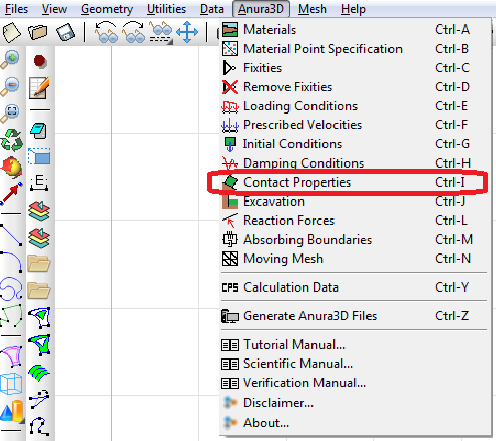 Files View Geometry Utilities Data Anura3D Mesh Help
Materials Ctrl-A
Material Point Specification Ctrl-B
Fixities Ctrl-C
Remove Fixities Ctrl-D
Loading Conditions Ctrl-E
Prescribed Velocities Ctrl-F
Initial Conditions Ctrl-G
Damping Conditions Ctrl-H
Contact Properties Ctrl-I
Excavation Ctrl-J
Reaction Forces Ctrl-L
Absorbing Boundaries Ctrl-M
Moving Mesh Ctrl-N
CPS Calculation Data Ctrl-Y
Generate Anura3D Files Ctrl-Z
Tutorial Manual...
Scientific Manual...
Verification Manual...
Disclaimer...
About...
.E.